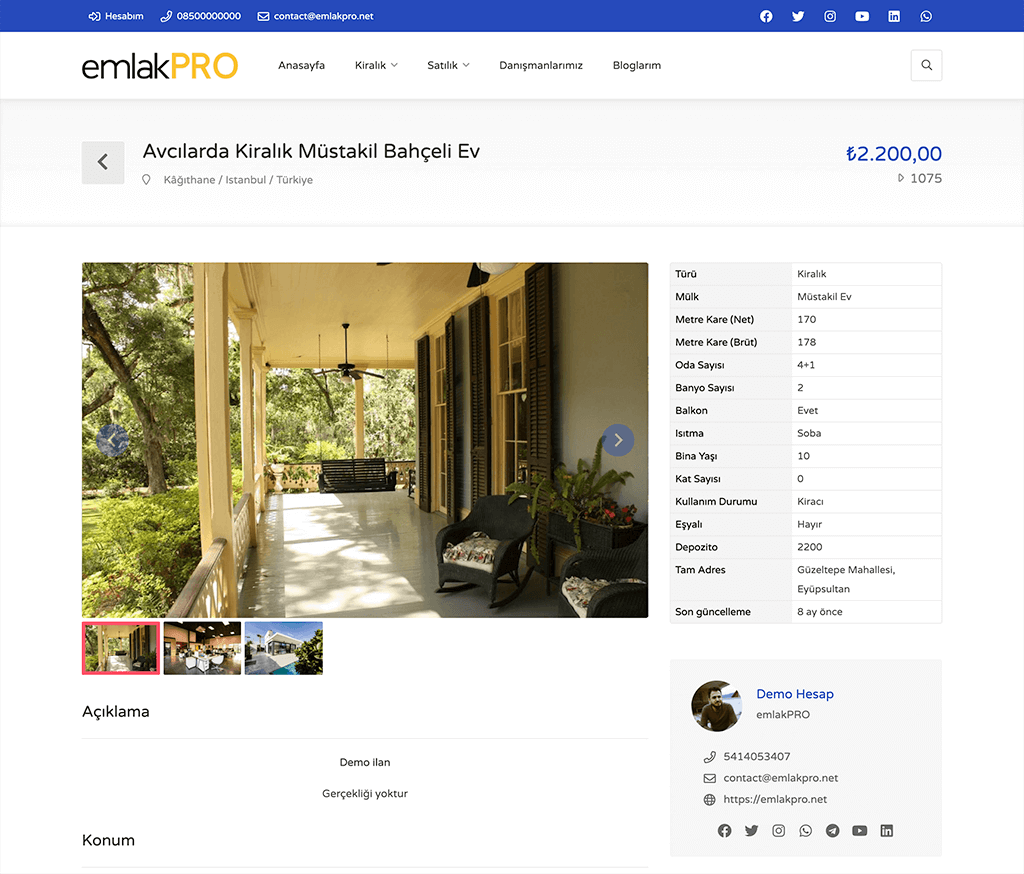 Hesabım 08500000000 contact@emlakpro.net
emlakPRO Anasayfa Kiralık Satılık Danışmanlarımız Bloglarım
Avcılarda Kiralık Müstakil Bahçeli Ev
₺2.200,00
Kâğıthane / Istanbul / Türkiye
1075
Türü Kiralık
Mülk Müstakil Ev
Metre Kare (Net) 170
Metre Kare (Brüt) 178
Oda Sayısı 4+1
Banyo Sayısı 2
Balkon Evet
Isıtma Soba
Bina Yaşı 10
Kat Sayısı 0
Kullanım Durumu Kiracı
Eşyalı Hayır
Depozito 2200
Tam Adres Güzeltepe Mahallesi,
Eyüpsultan
Son güncelleme 8 ay önce
Açıklama
Demo ilan
Gerçekliği yoktur
Konum
Demo Hesap
emlakPRO
5414053407
contact@emlakpro.net
https://emlakpro.net